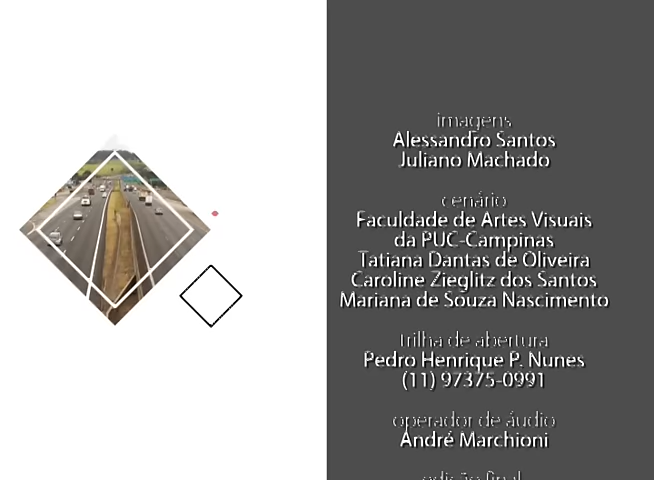 imagens
Alessandro Santos
Juliano Machado
cenário
Faculdade de Artes Visuais
da PUC-Campinas
Tatiana Dantas de Oliveira
Caroline Zieglitz dos Santos
Mariana de Souza Nascimento
trilha de abertura
Pedro Henrique P. Nunes
(11) 97375-0991
operador de áudio
André Marchioni
edição final